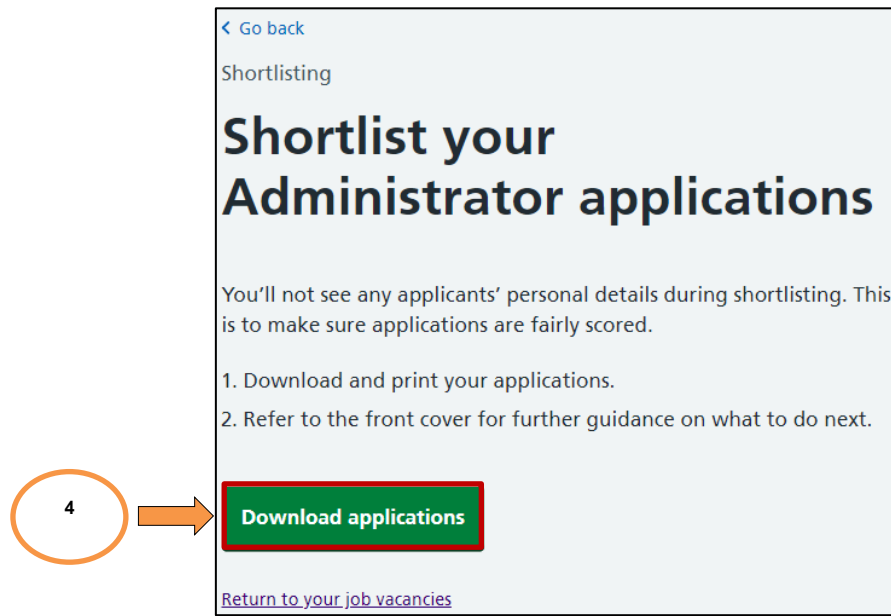 Go back
Shortlisting
Shortlist your
Administrator applications
You’ll not see any applicants’ personal details during shortlisting. This
is to make sure applications are fairly scored.
1. Download and print your applications.
2. Refer to the front cover for further guidance on what to do next.
4
Download applications
Return to your job vacancies